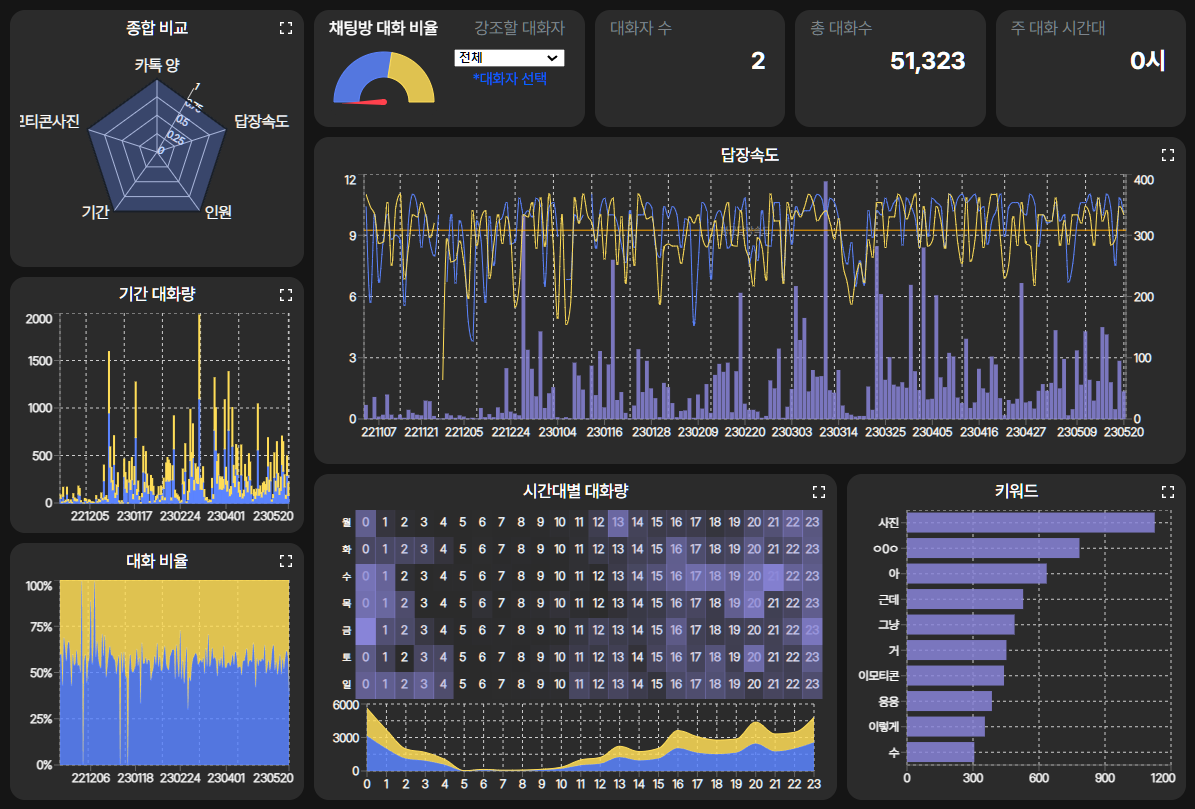 종합 비교
카톡 양
답장속도
인원
기간
모티콘사진
1
0.75
0.5
0.25
0
채팅방 대화 비율
강조할 대화자
전체
*대화자 선택
대화자 수
2
총 대화수
51,323
주 대화 시간대
0시
답장속도
12
9
6
3
0
400
300
200
100
0
221107 221121 221205 221224 230104 230116 230128 230209 230220 230303 230314 230325 230405 230416 230427 230509 230520
기간 대화량
2000
1500
1000
500
0
221205 230117 230224 230401 230520
대화 비율
100%
75%
50%
25%
0%
221206 230118 230224 230401 230520
시간대별 대화량
월 0 1 2 3 4 5 6 7 8 9 10 11 12 13 14 15 16 17 18 19 20 21 22 23
화 0 1 2 3 4 5 6 7 8 9 10 11 12 13 14 15 16 17 18 19 20 21 22 23
수 0 1 2 3 4 5 6 7 8 9 10 11 12 13 14 15 16 17 18 19 20 21 22 23
목 0 1 2 3 4 5 6 7 8 9 10 11 12 13 14 15 16 17 18 19 20 21 22 23
금 1 2 3 4 5 6 7 8 9 10 11 12 13 14 15 16 17 18 19 20 21 22 23
토 0 1 2 3 4 5 6 7 8 9 10 11 12 13 14 15 16 17 18 19 20 21 22 23
일 0 1 2 3 4 5 6 7 8 9 10 11 12 13 14 15 16 17 18 19 20 21 22 23
6000
3000
0
0 1 2 3 4 5 6 7 8 9 10 11 12 13 14 15 16 17 18 19 20 21 22 23
키워드
사진
ㅇ0ㅇ
아
근데
그냥
거
이모티콘
응응
이렇게
수
0 300 600 900 1200